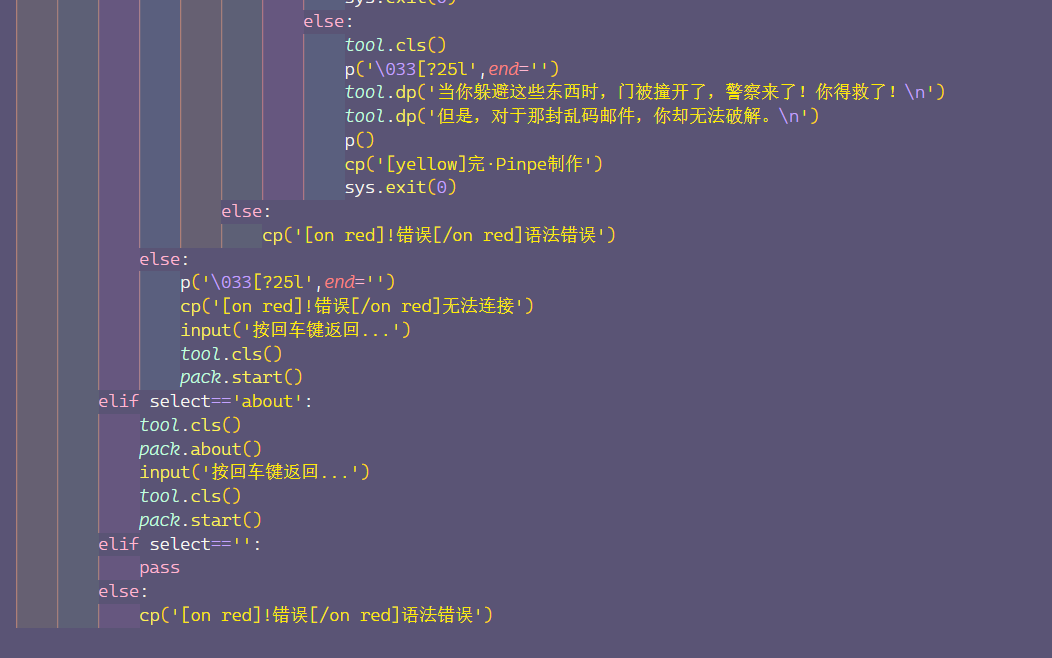 sys.exit(0)
else:
tool.cls()
p('\033[?25l',end='')
tool.dp('当你躲避这些东西时，门被撞开了，警察来了！你得救了！\n')
tool.dp('但是，对于那封乱码邮件，你却无法破解。\n')
p()
cp('[yellow]完·Pinpe制作')
sys.exit(0)
else:
cp('[on red]!错误[/on red]语法错误')
else:
p('\033[?25l',end='')
cp('[on red]!错误[/on red]无法连接')
input('按回车键返回...')
tool.cls()
pack.start()
elif select=='about':
tool.cls()
pack.about()
input('按回车键返回...')
tool.cls()
pack.start()
elif select=='':
pass
else:
cp('[on red]!错误[/on red]语法错误')